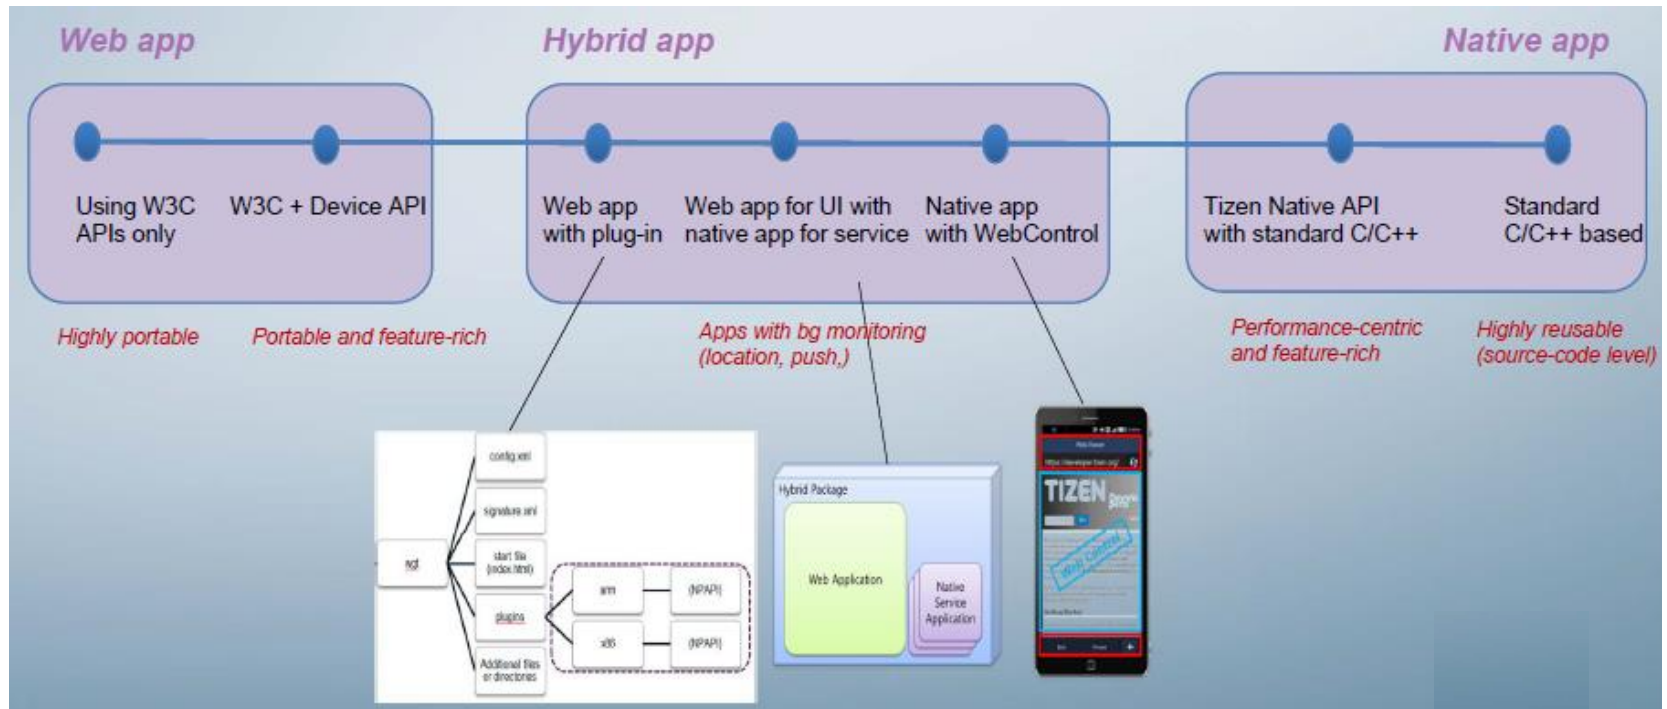 Web app
Hybrid app
Native app
Using W3C
APIs only
W3C + Device API
Web app
with plug-in
Web app for UI with
native app for service
Native app
with WebControl
Tizen Native API
with standard C/C++
Standard
C/C++ based
Highly portable
Portable and feature-rich
Apps with bg monitoring
(location, push,)
Performance-centric
and feature-rich
Highly reusable
(source-code level)
wgt
config.xml
signature.xml
start file
(index.html)
plugins
Additional files
or directories
arm
(NPAPI)
x86
(NPAPI)
Hybrid Package
Web Application
Native
Service
Application
TIZEN
Web Control